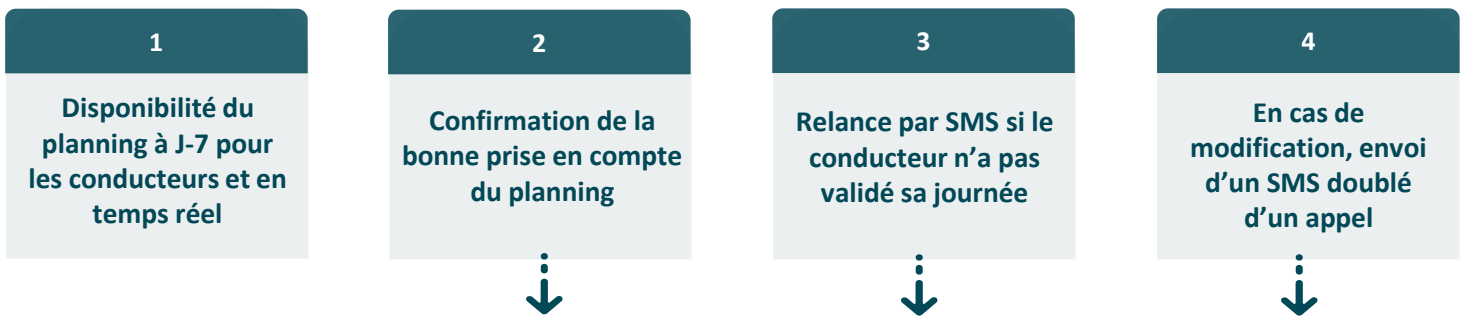 1
Disponibilité du
planning à J-7 pour
les conducteurs et en
temps réel
2
Confirmation de la
bonne prise en compte
du planning
3
Relance par SMS si le
conducteur n’a pas
validé sa journée
4
En cas de
modification, envoi
d’un SMS doublé
d’un appel